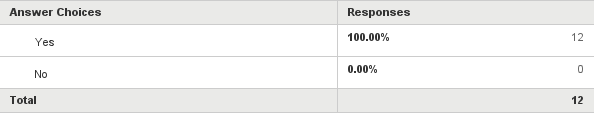 Answer Choices Responses
Yes 100.00% 12
No 0.00% 0
Total 12